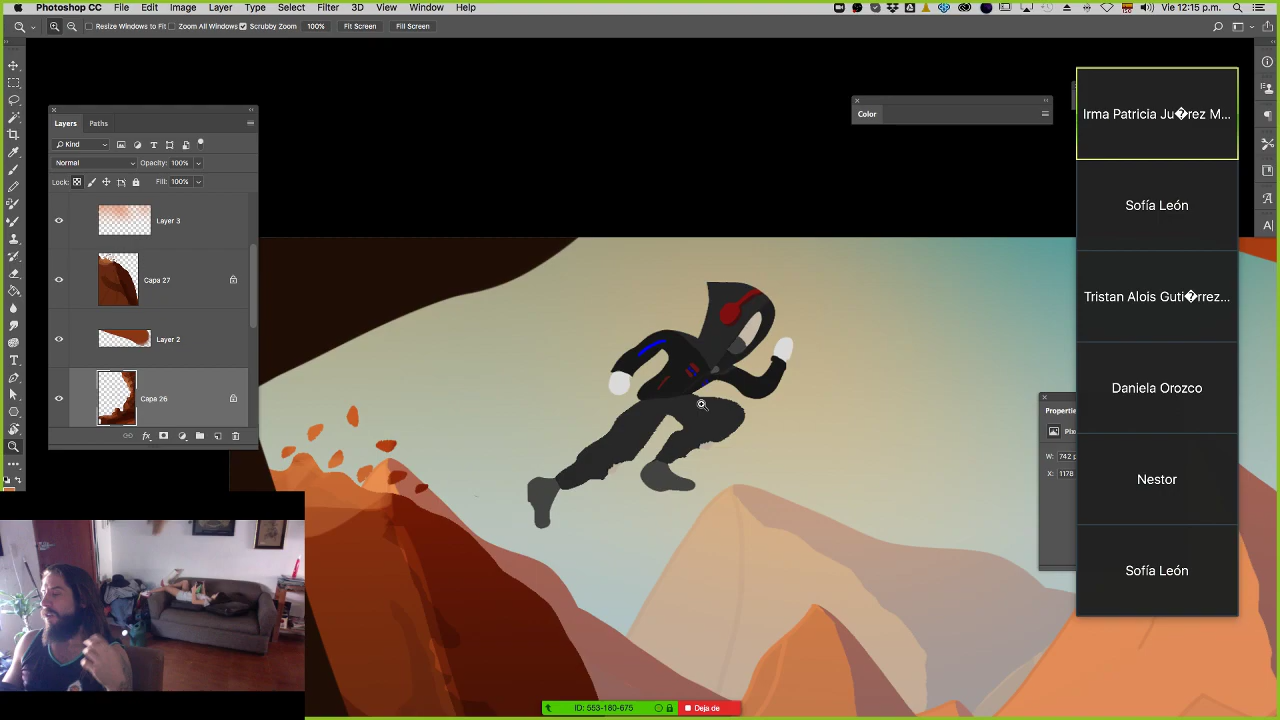 Photoshop CC File Edit Image Layer Type Select Filter 3D View Window Help Vie 12:15 p.m.
Resize Windows to Fit Zoom All Windows Scrubby Zoom 100% Fit Screen Fill Screen
Layers Paths
Kind
Normal Opacity: 100%
Lock: Fill: 100%
Layer 3
Capa 27
Layer 2
Capa 26
Color
Properties
W: 742 p
X: 1178
Irma Patricia Ju�rez M...
Sofía León
Tristan Alois Guti�rrez...
Daniela Orozco
Nestor
Sofía León
ID: 553-180-675 Deja de